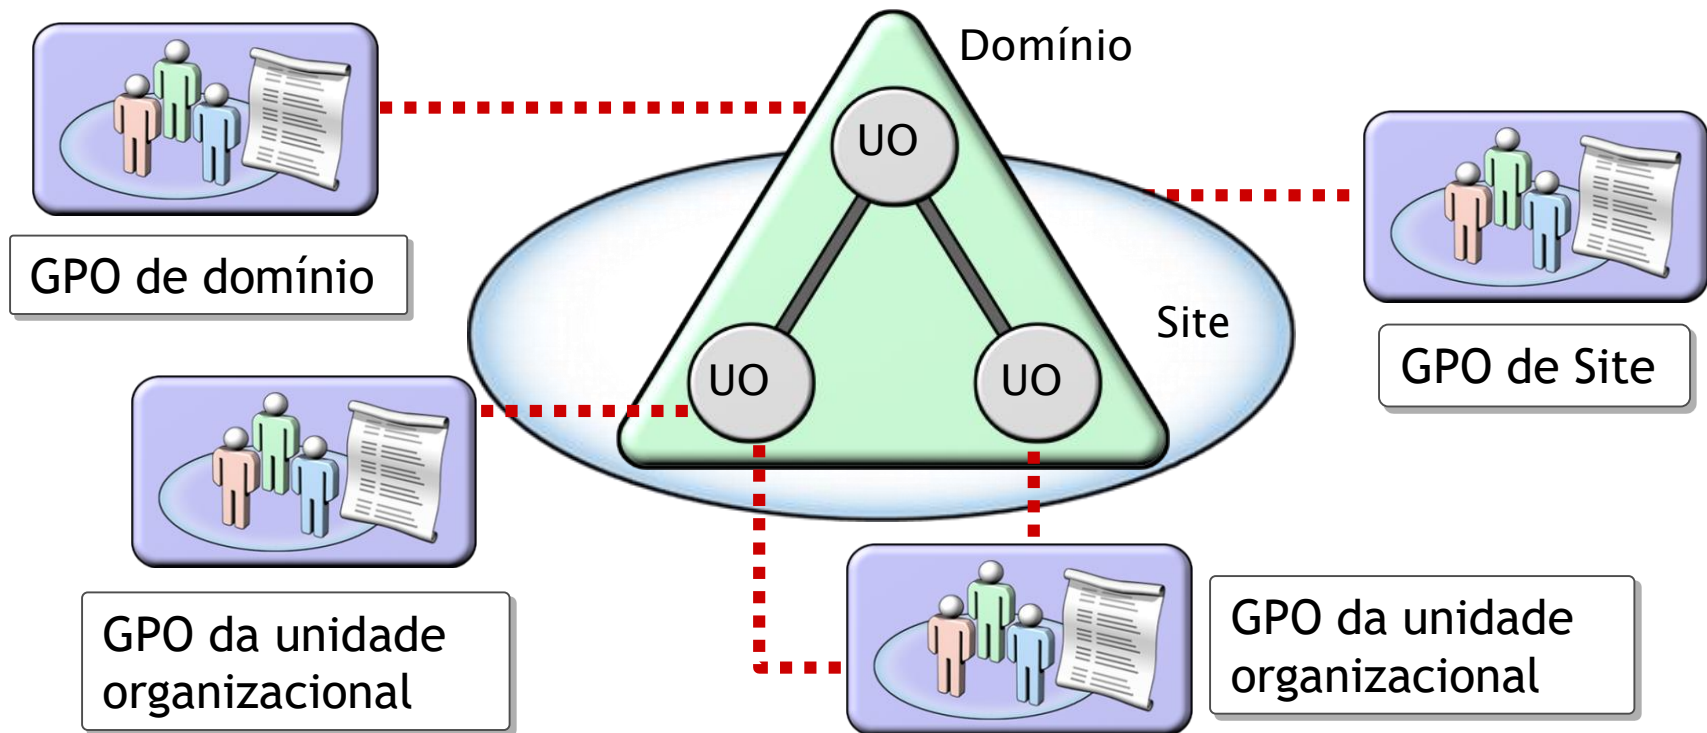 Domínio
UO
GPO de domínio
Site
GPO de Site
UO
UO
GPO da unidade
organizacional
GPO da unidade
organizacional